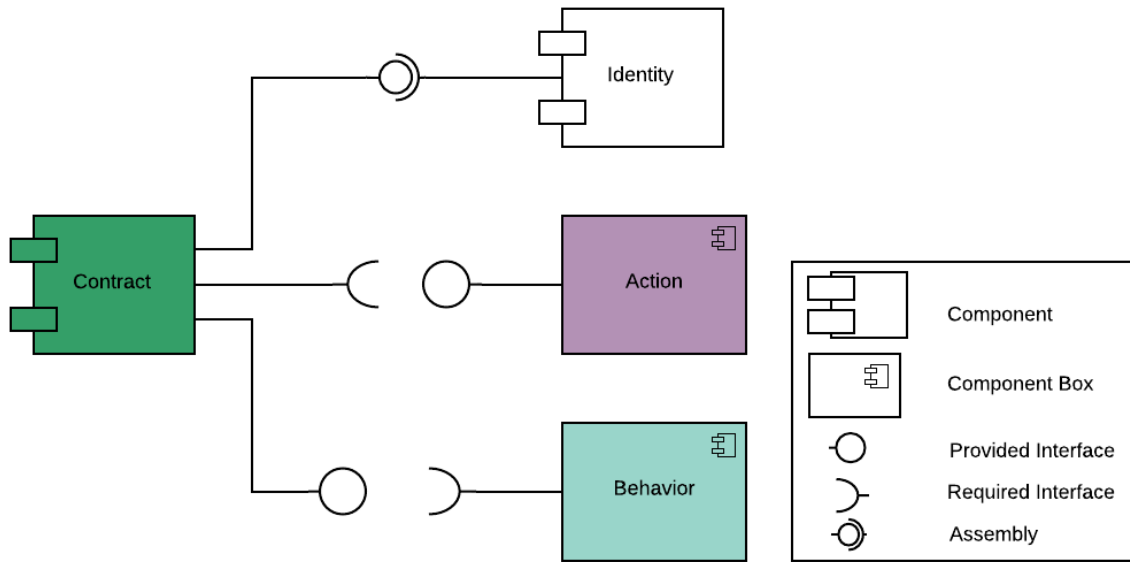 Identity
Contract
Action
Behavior
Component
Component Box
Provided Interface
Required Interface
Assembly